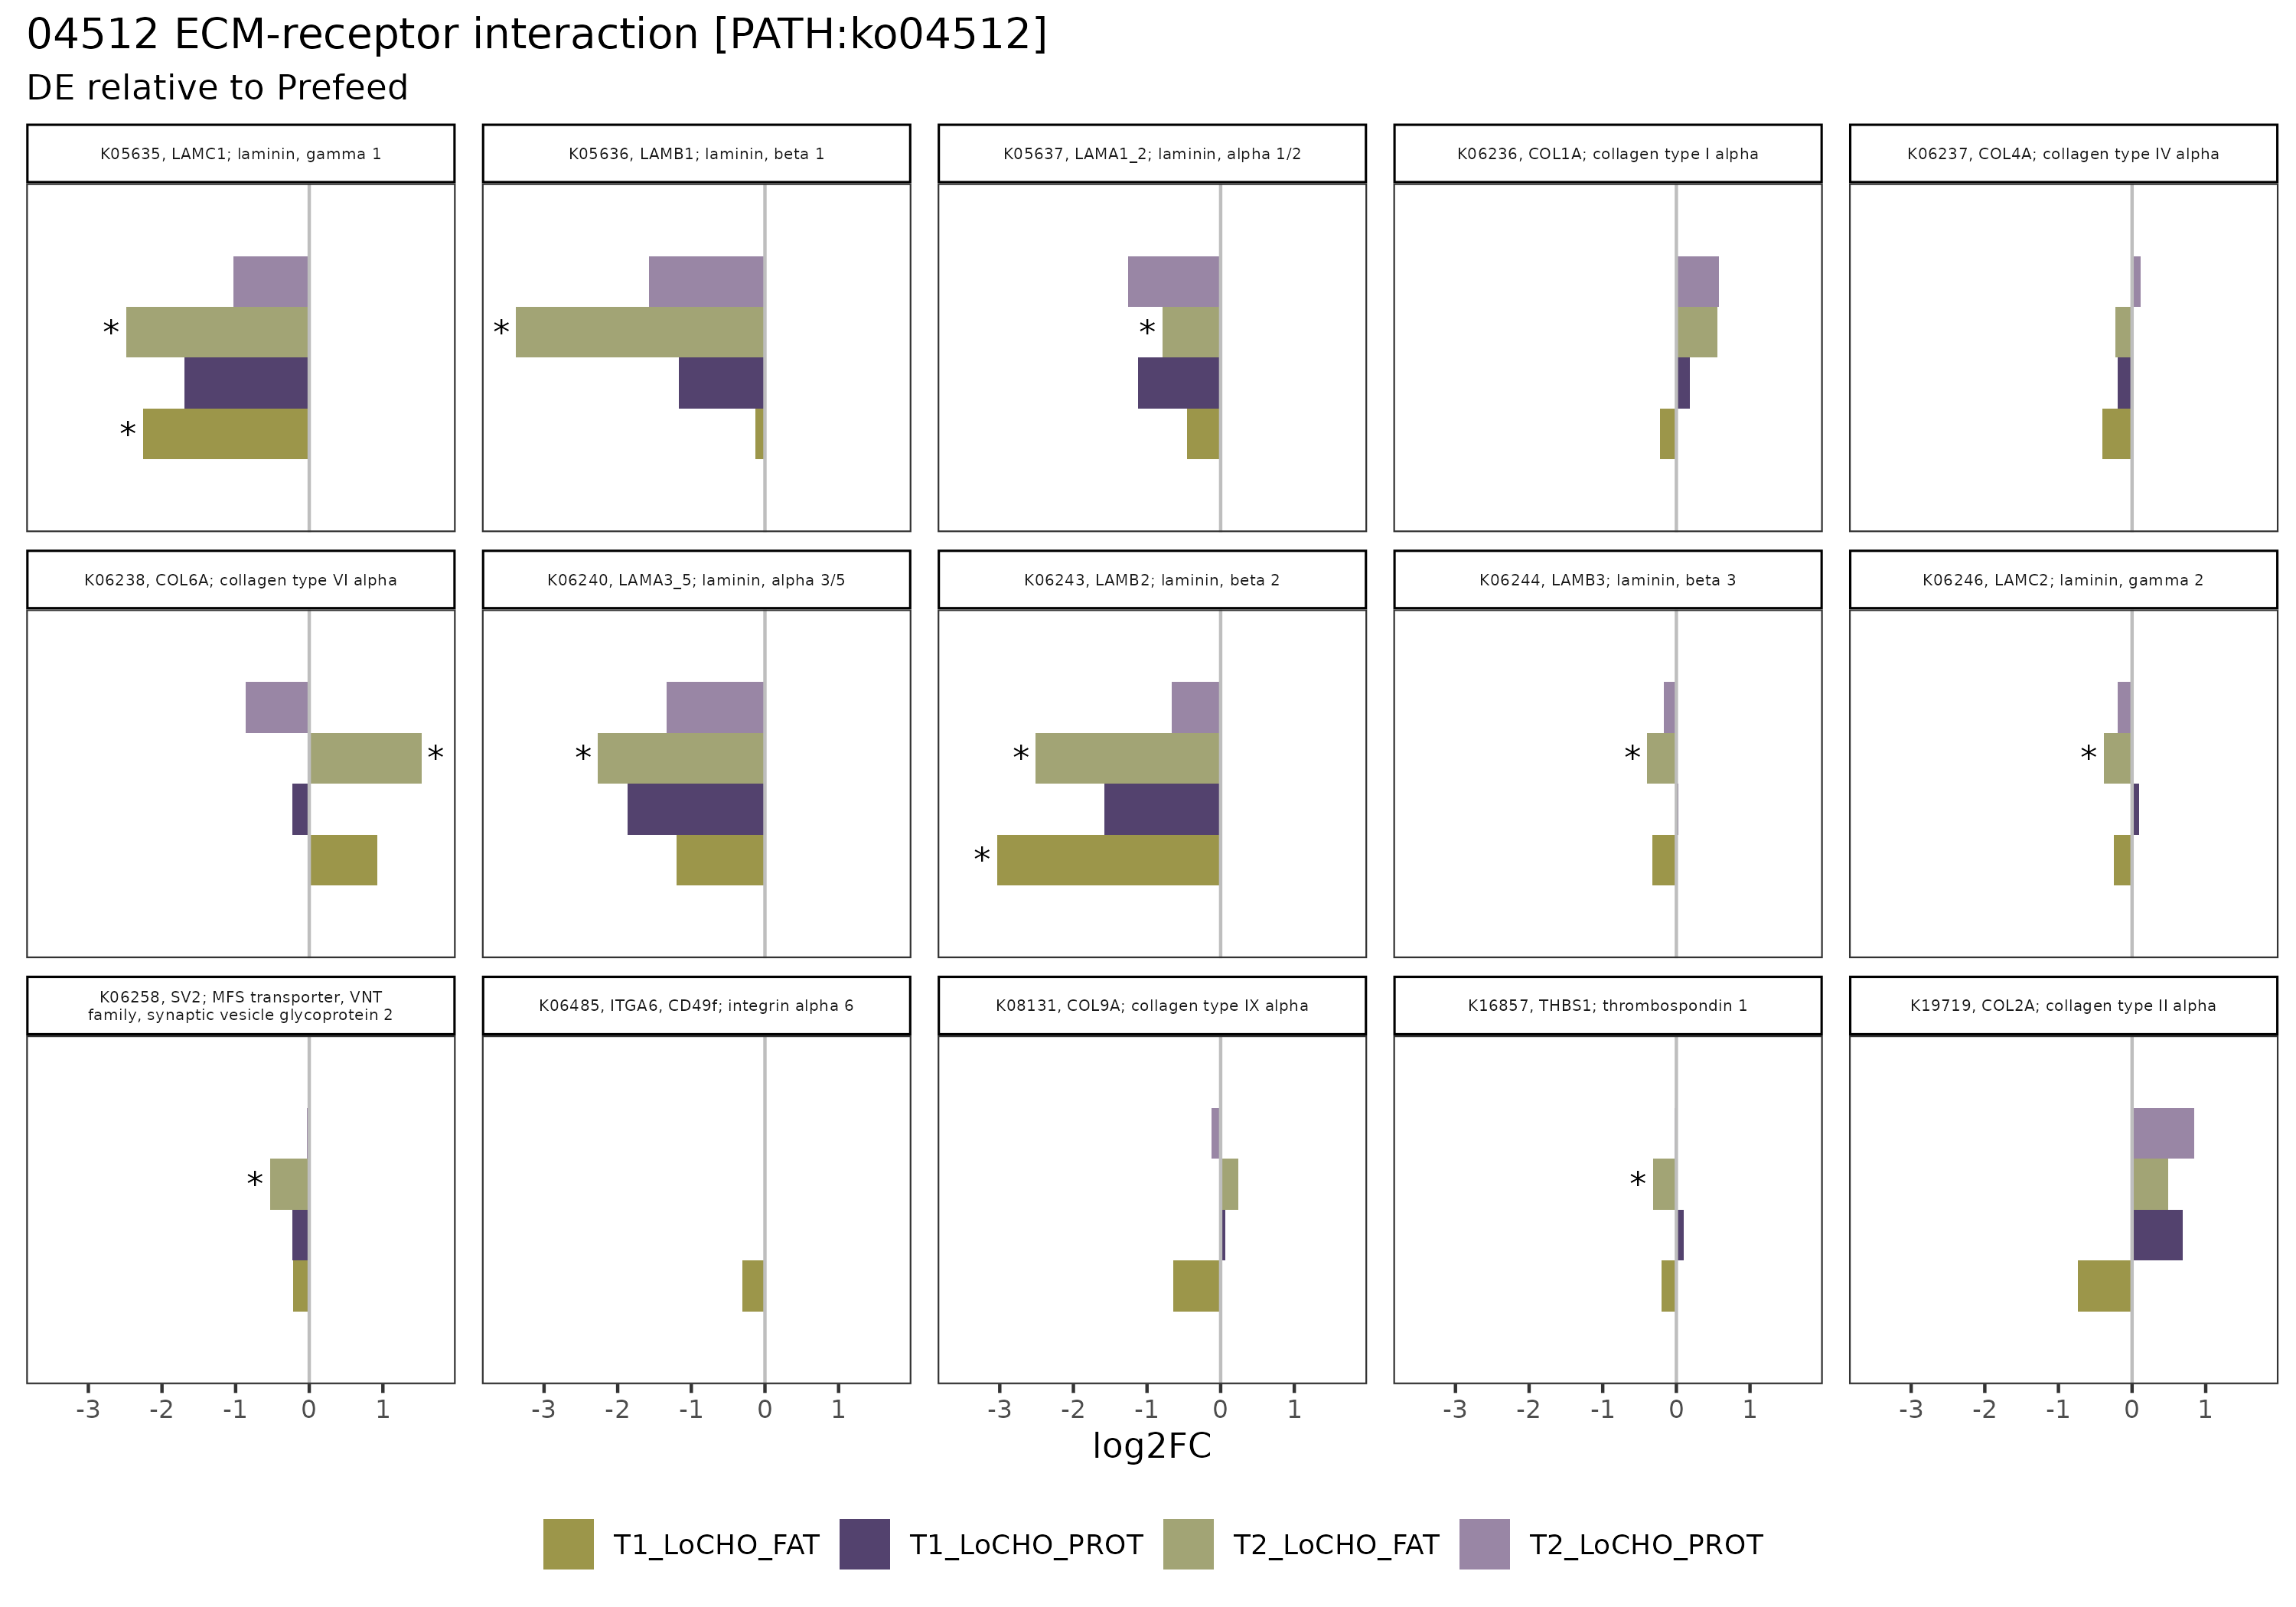 04512 ECM-receptor interaction [PATH:ko04512]
DE relative to Prefeed
K05635, LAMC1; laminin, gamma 1
K05636, LAMB1; laminin, beta 1
K05637, LAMA1_2; laminin, alpha 1/2
K06236, COL1A; collagen type I alpha
K06237, COL4A; collagen type IV alpha
*
*
*
*
K06238, COL6A; collagen type VI alpha
K06240, LAMA3_5; laminin, alpha 3/5
K06243, LAMB2; laminin, beta 2
K06244, LAMB3; laminin, beta 3
K06246, LAMC2; laminin, gamma 2
*
*
*
*
*
*
K06258, SV2; MFS transporter, VNT
family, synaptic vesicle glycoprotein 2
K06485, ITGA6, CD49f; integrin alpha 6
K08131, COL9A; collagen type IX alpha
K16857, THBS1; thrombospondin 1
K19719, COL2A; collagen type II alpha
*
*
-3 -2 -1 0 1
-3 -2 -1 0 1
-3 -2 -1 0 1
-3 -2 -1 0 1
-3 -2 -1 0 1
log2FC
T1_LoCHO_FAT
T1_LoCHO_PROT
T2_LoCHO_FAT
T2_LoCHO_PROT